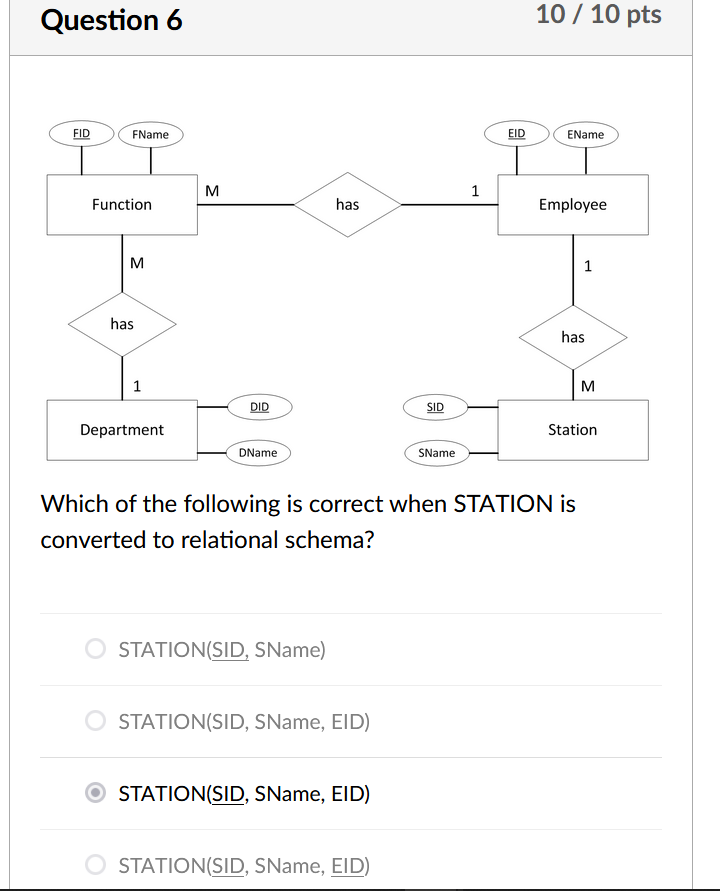 Question 6
10 / 10 pts
FID
FName
EID
EName
Function
M
has
1
Employee
M
1
has
has
1
M
DID
SID
Department
Station
DName
SName
Which of the following is correct when STATION is
converted to relational schema?
STATION(SID, SName)
STATION(SID, SName, EID)
STATION(SID, SName, EID)
STATION(SID, SName, EID)